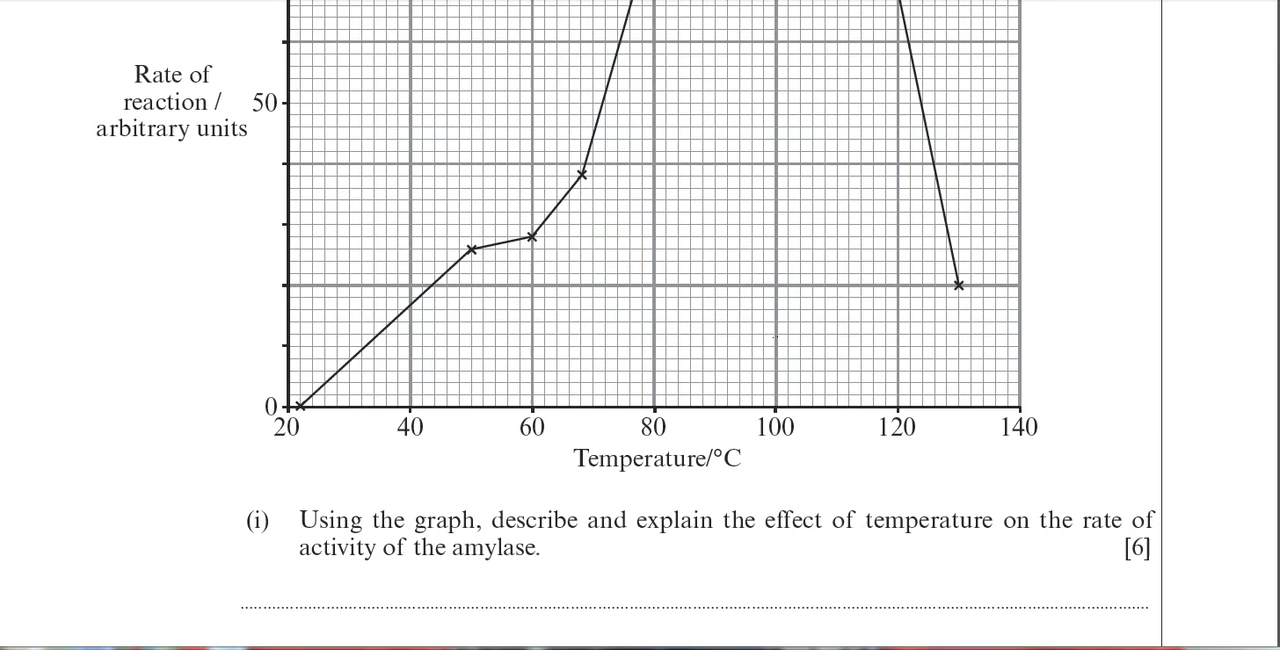 Rate of
reaction /
arbitrary units
50
0
20 40 60 80 100 120 140
Temperature/°C
(i) Using the graph, describe and explain the effect of temperature on the rate of
activity of the amylase. [6]